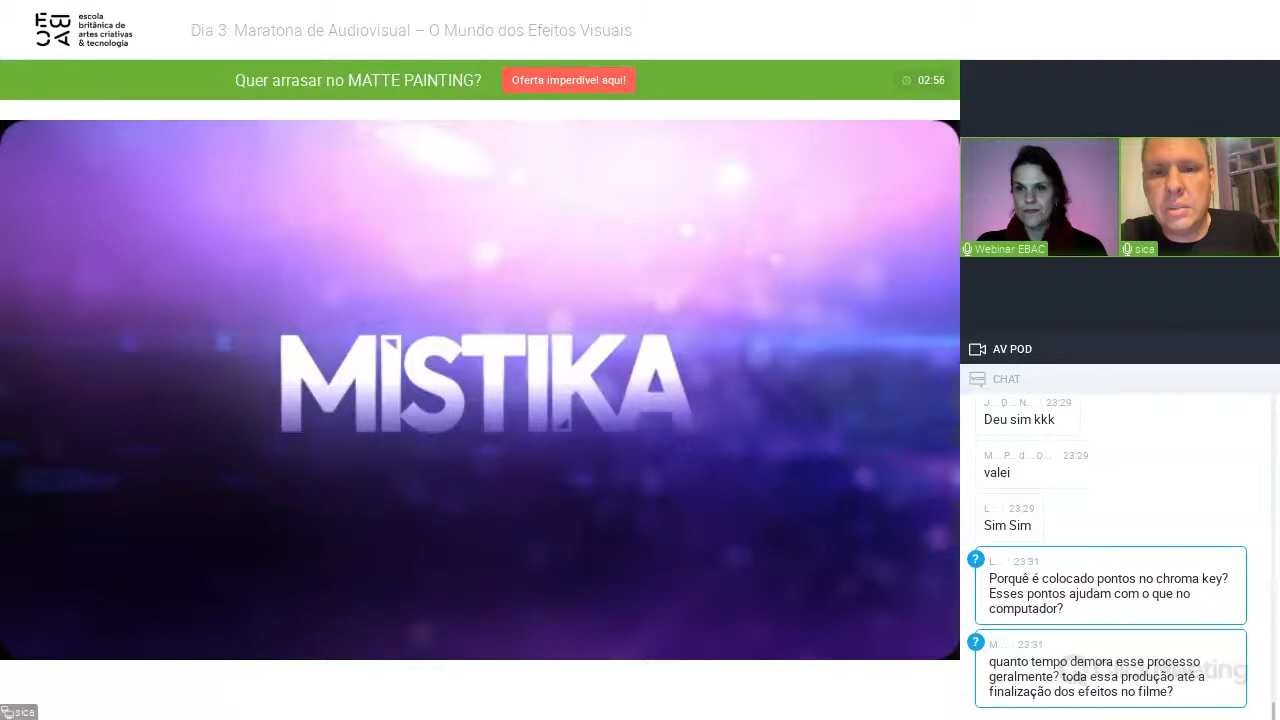 escola
britânica de
artes criativas
& tecnologia
Dia 3: Maratona de Audiovisual – O Mundo dos Efeitos Visuais
Quer arrasar no MATTE PAINTING?
Oferta imperdível aqui!
02:56
MISTIKA
Webinar EBAC
sica
AV POD
CHAT
J... D... N... 23:29
Deu sim kkk
M... P... d... O... 23:29
valei
L... 23:29
Sim Sim
? L... 23:31
Porquê é colocado pontos no chroma key?
Esses pontos ajudam com o que no
computador?
? M... 23:31
quanto tempo demora esse processo
geralmente? toda essa produção até a
finalização dos efeitos no filme?
sica